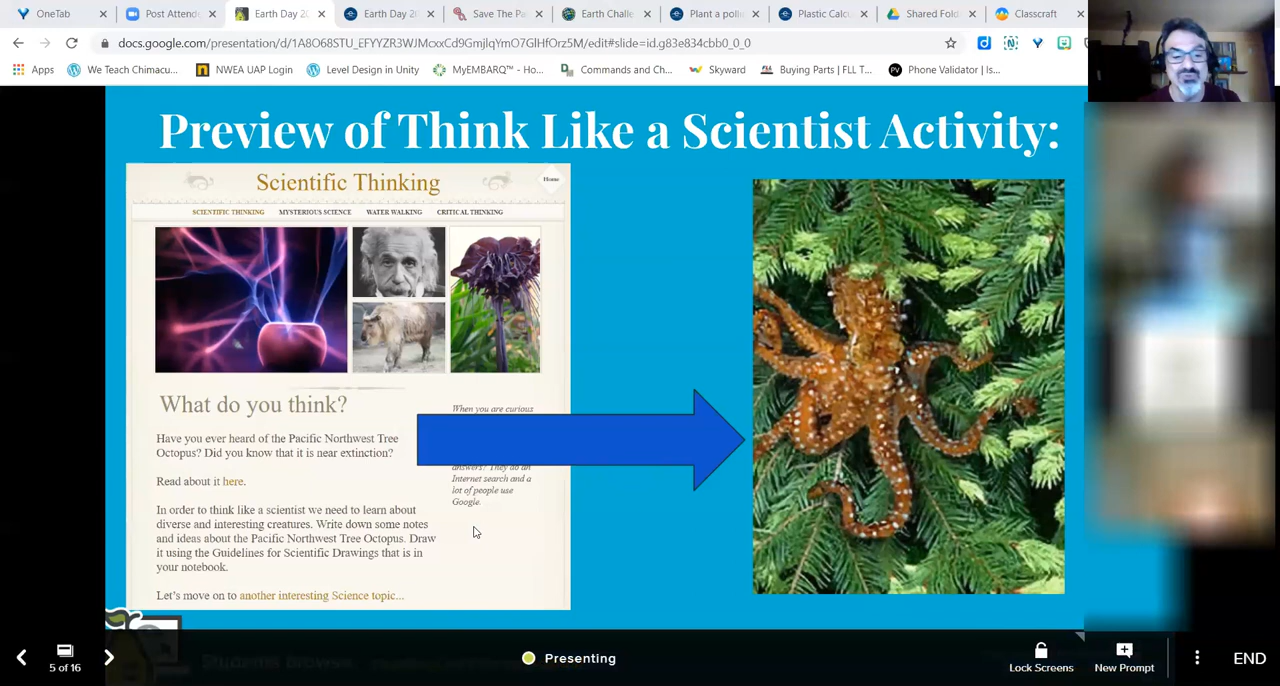 OneTab
Post Attende
Earth Day 20
Earth Day 20
Save The Pa
Earth Challe
Plant a polli
Plastic Calcu
Shared Fold
Classcraft
docs.google.com/presentation/d/1A8O68STU_EFYYZR3WJMcxxCd9GmjlqYmO7GlHfOrz5M/edit#slide=id.g83e834cbb0_0_0
Apps
We Teach Chimacu...
NWEA UAP Login
Level Design in Unity
MyEMBARQ™ - Ho...
Commands and Ch...
Skyward
Buying Parts | FLL T...
Phone Validator | Is...
Preview of Think Like a Scientist Activity:
Scientific Thinking
Home
SCIENTIFIC THINKING
MYSTERIOUS SCIENCE
WATER WALKING
CRITICAL THINKING
What do you think?
Have you ever heard of the Pacific Northwest Tree
Octopus? Did you know that it is near extinction?
Read about it here.
In order to think like a scientist we need to learn about
diverse and interesting creatures. Write down some notes
and ideas about the Pacific Northwest Tree Octopus. Draw
it using the Guidelines for Scientific Drawings that is in
your notebook.
Let's move on to another interesting Science topic...
When you are curious
answers? They do an
Internet search and a
lot of people use
Google.
5 of 16
Students browse
Presenting
Lock Screens
New Prompt
END